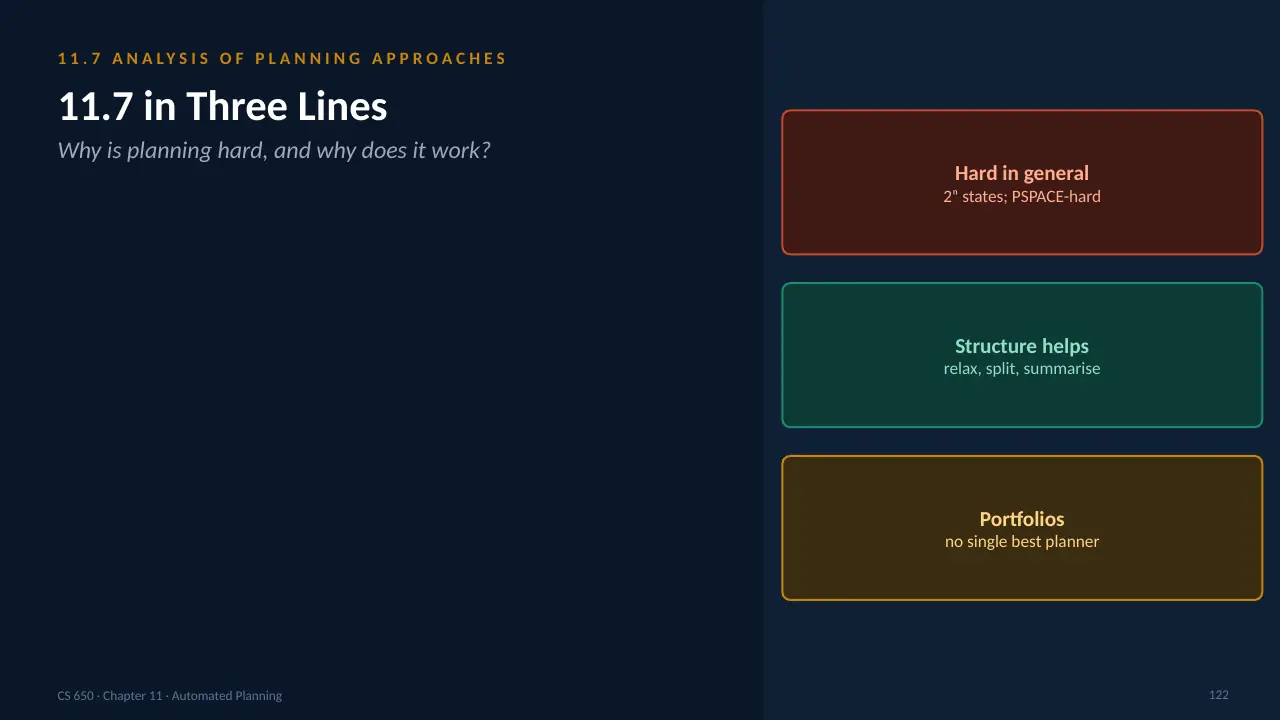 11.7 ANALYSIS OF PLANNING APPROACHES
11.7 in Three Lines
Why is planning hard, and why does it work?
Hard in general
2ⁿ states; PSPACE-hard
Structure helps
relax, split, summarise
Portfolios
no single best planner
CS 650 · Chapter 11 · Automated Planning
122